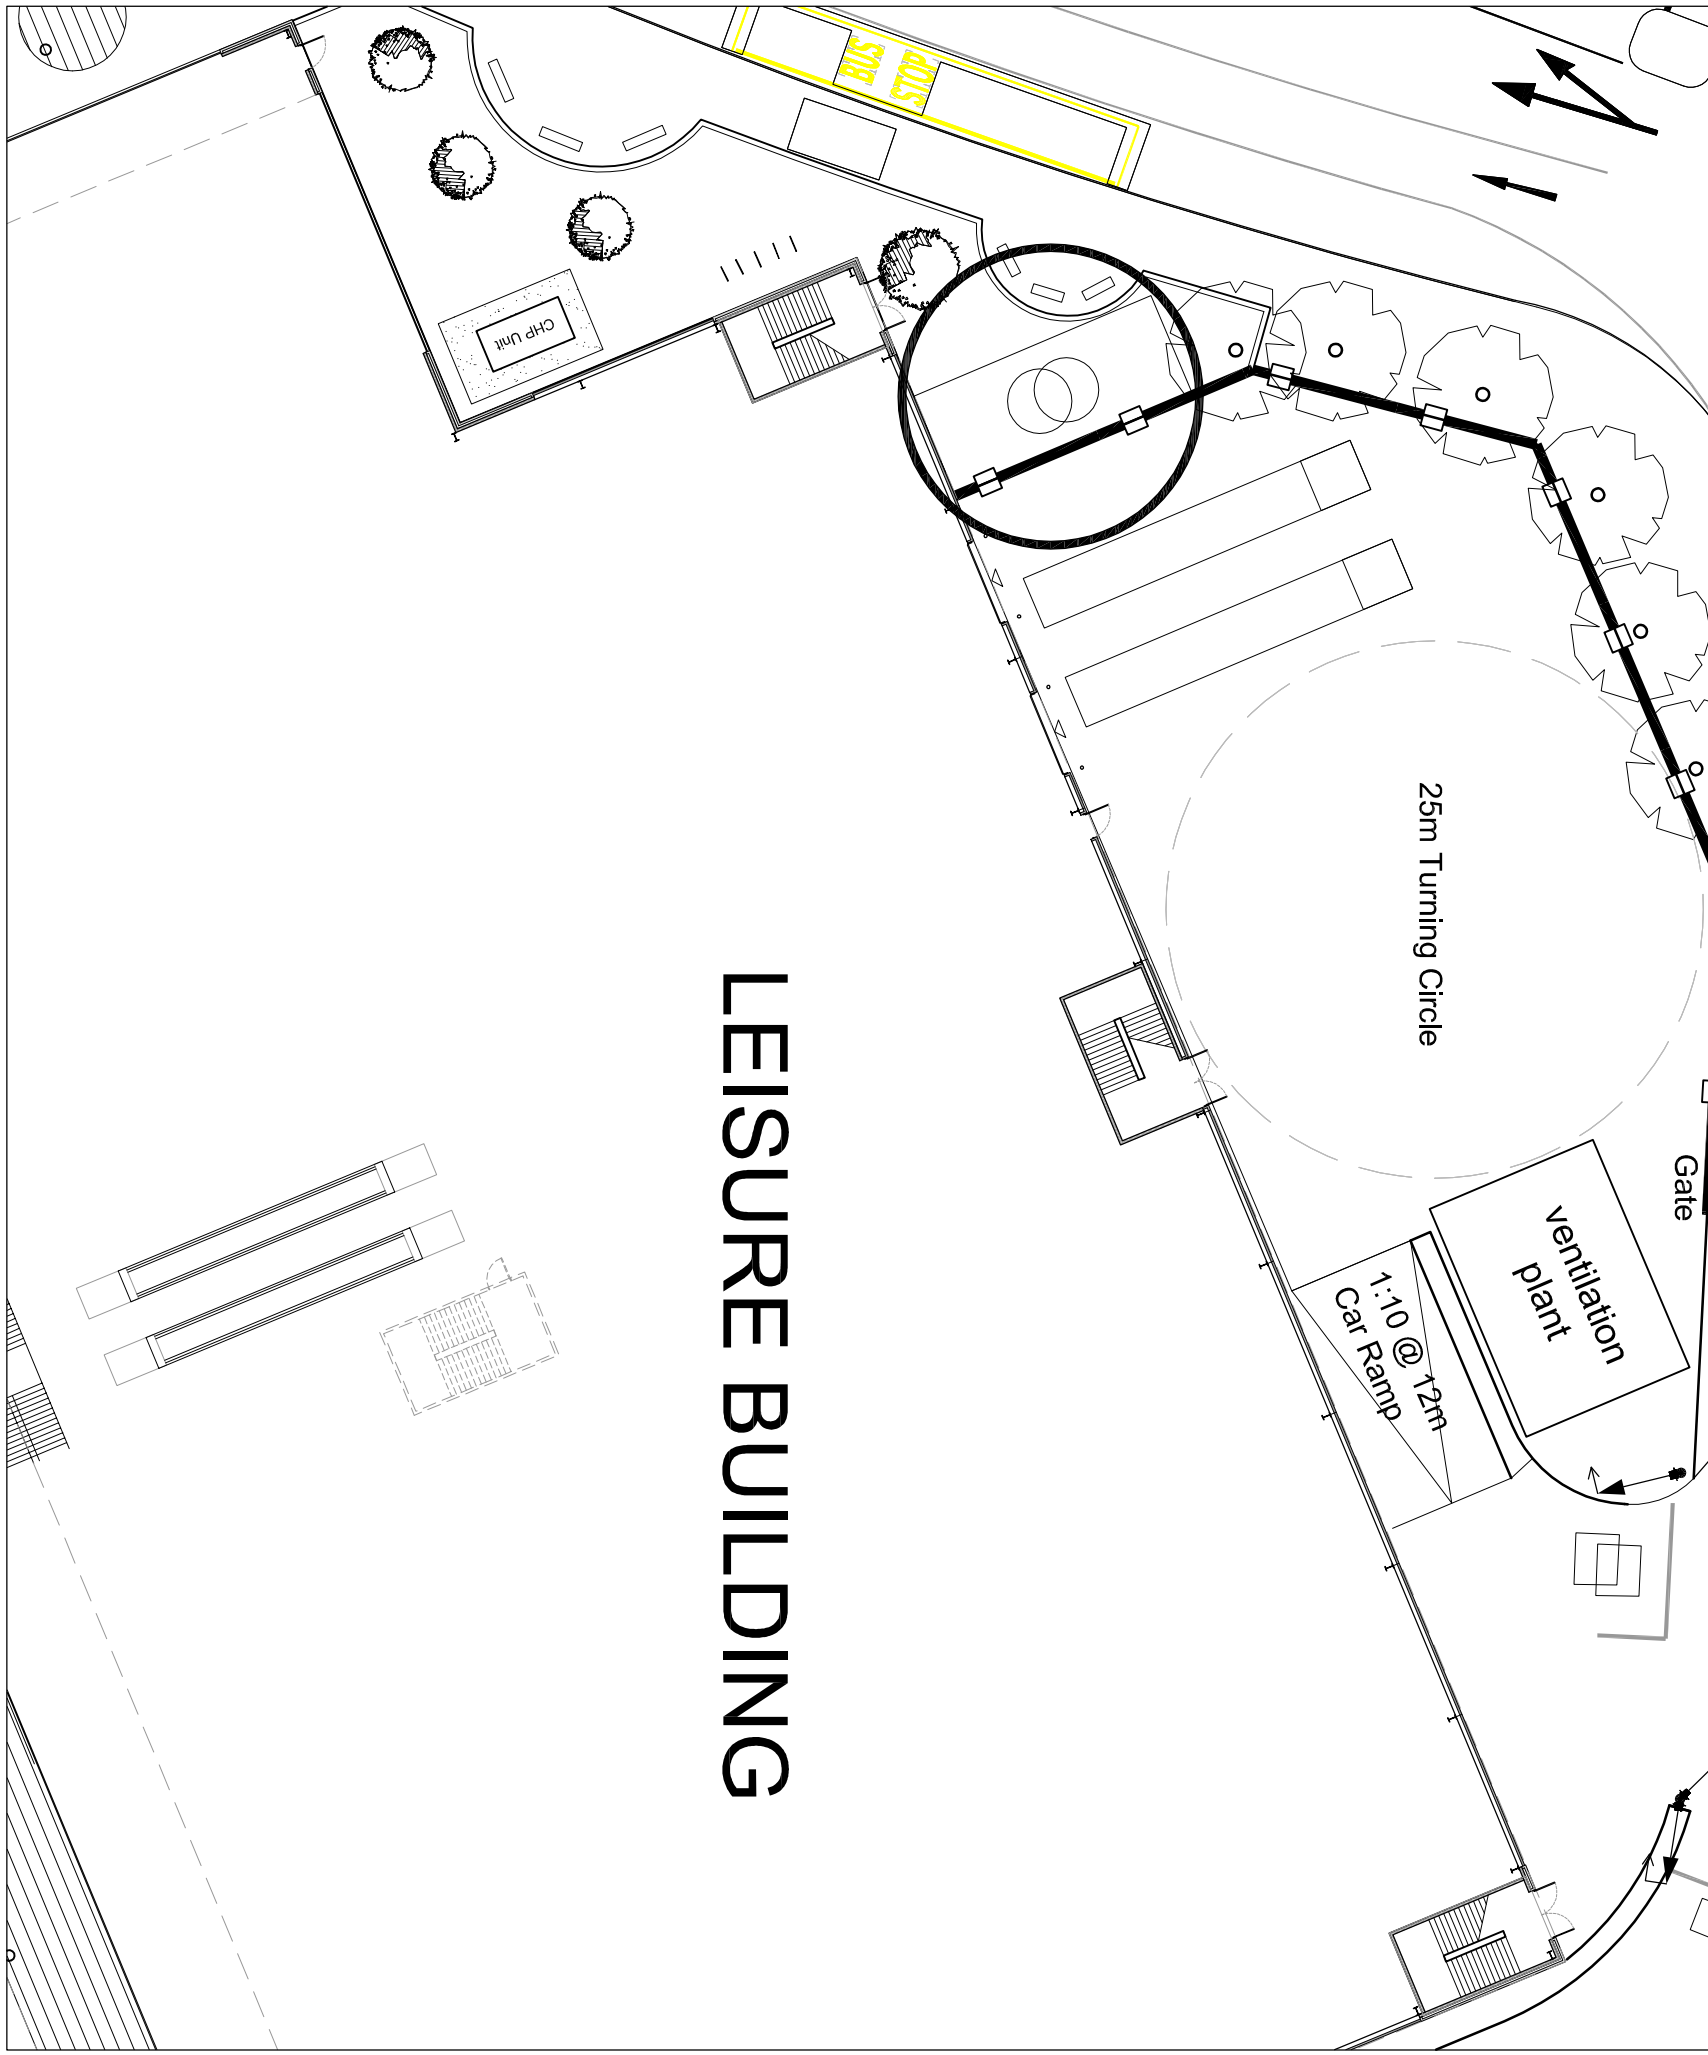 BUS
STOP
CHP Unit
25m Turning Circle
Gate
ventilation
plant
1:10 @ 12m
Car Ramp
LEISURE BUILDING